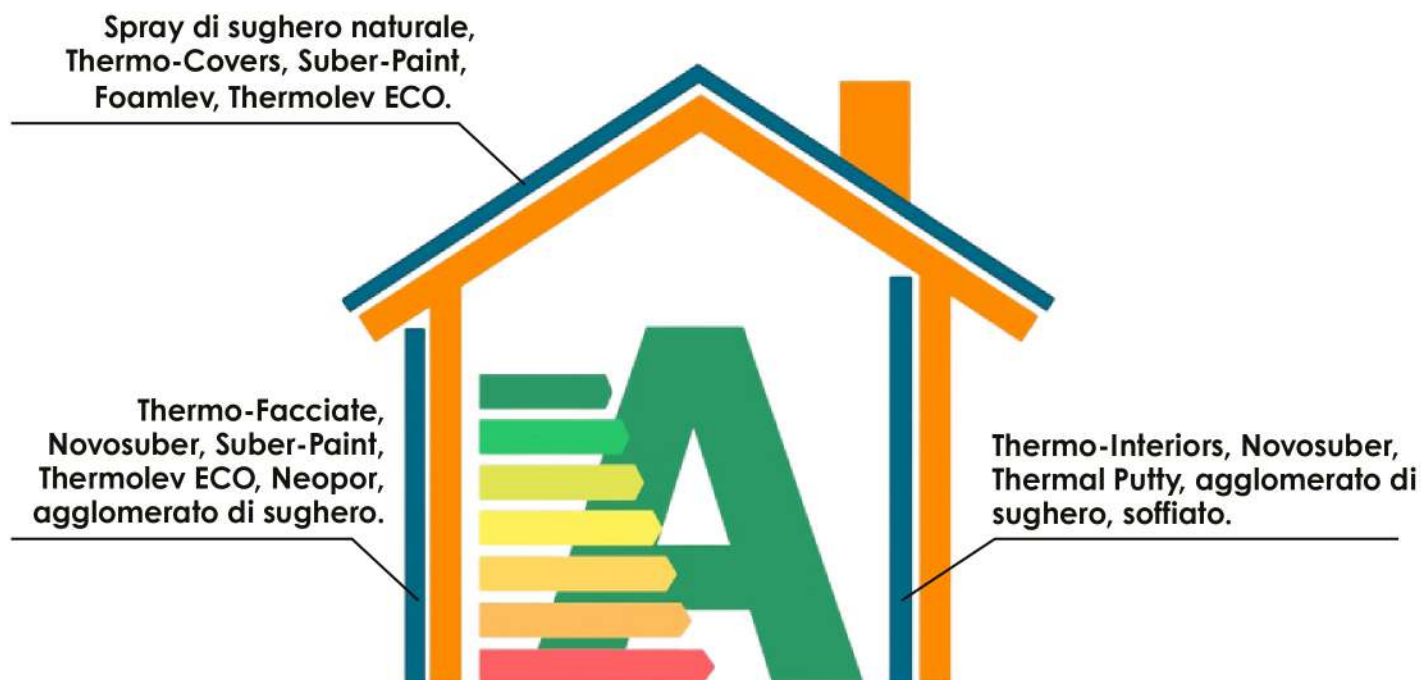 Spray di sughero naturale,
Thermo-Covers, Suber-Paint,
Foamlev, Thermolev ECO.
Thermo-Facciate,
Novosuber, Suber-Paint,
Thermolev ECO, Neopor,
agglomerato di sughero.
A
Thermo-Interiors, Novosuber,
Thermal Putty, agglomerato di
sughero, soffiato.